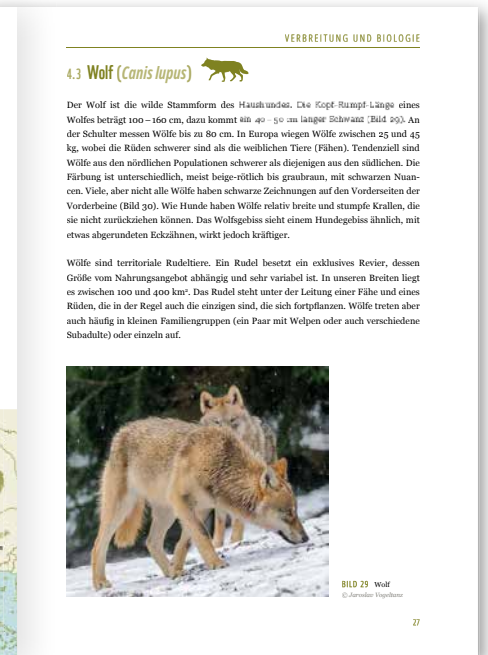 VERBREITUNG UND BIOLOGIE
4.3 Wolf (Canis lupus)
Der Wolf ist die wilde Stammform des Haushundes. Die Kopf-Rumpf-Länge eines
Wolfes beträgt 100–160 cm, dazu kommt ein 40–50 cm langer Schwanz (Bild 29). An
der Schulter messen Wölfe bis zu 80 cm. In Europa wiegen Wölfe zwischen 25 und 45
kg, wobei die Rüden schwerer sind als die weiblichen Tiere (Fähen). Tendenziell sind
Wölfe aus den nördlichen Populationen schwerer als diejenigen aus den südlichen. Die
Färbung ist unterschiedlich, meist beige-rötlich bis graubraun, mit schwarzen Nuan-
cen. Viele, aber nicht alle Wölfe haben schwarze Zeichnungen auf den Vorderseiten der
Vorderbeine (Bild 30). Wie Hunde haben Wölfe relativ breite und stumpfe Krallen, die
sie nicht zurückziehen können. Das Wolfsgebiss sieht einem Hundegebiss ähnlich, mit
etwas abgerundeten Eckzähnen, wirkt jedoch kräftiger.
Wölfe sind territoriale Rudeltiere. Ein Rudel besetzt ein exklusives Revier, dessen
Größe vom Nahrungsangebot abhängig und sehr variabel ist. In unseren Breiten liegt
es zwischen 100 und 400 km². Das Rudel steht unter der Leitung einer Fähe und eines
Rüden, die in der Regel auch die einzigen sind, die sich fortpflanzen. Wölfe treten aber
auch häufig in kleinen Familiengruppen (ein Paar mit Welpen oder auch verschiedene
Subadulte) oder einzeln auf.
BILD 29 Wolf
© Jaroslav Vogeltanz
27